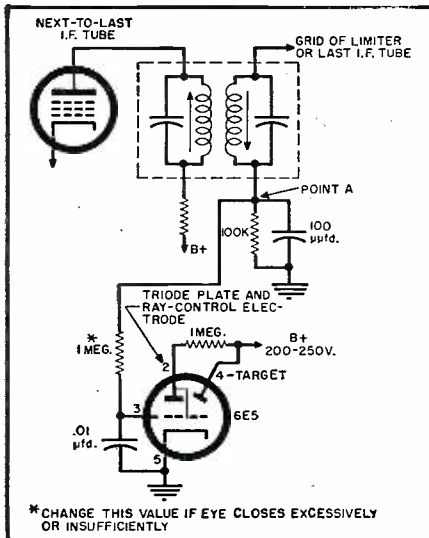 NEXT-TO-LAST
I.F. TUBE
GRID OF LIMITER
OR LAST I.F. TUBE
B+
POINT A
100K
100
µµfd.
TRIODE PLATE AND
RAY-CONTROL ELEC-
TRODE
*
1 MEG.
1 MEG.
B+
200-250V.
2
4-TARGET
3
6E5
.01
µfd.
5
* CHANGE THIS VALUE IF EYE CLOSES EXCESSIVELY
OR INSUFFICIENTLY